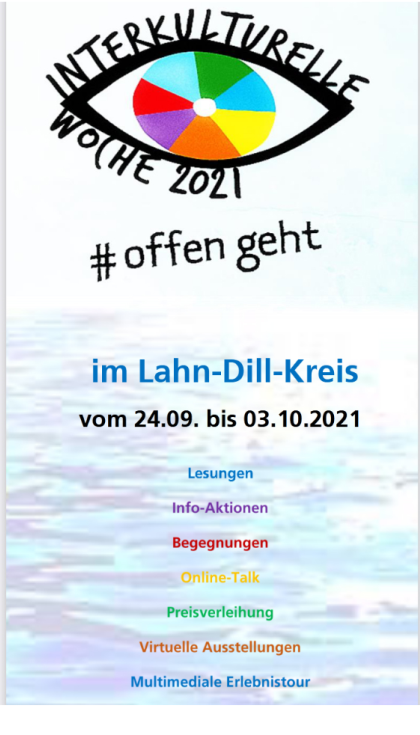 INTERKULTURELLE
WOCHE 2021
#offen geht
im Lahn-Dill-Kreis
vom 24.09. bis 03.10.2021
Lesungen
Info-Aktionen
Begegnungen
Online-Talk
Preisverleihung
Virtuelle Ausstellungen
Multimediale Erlebnistour